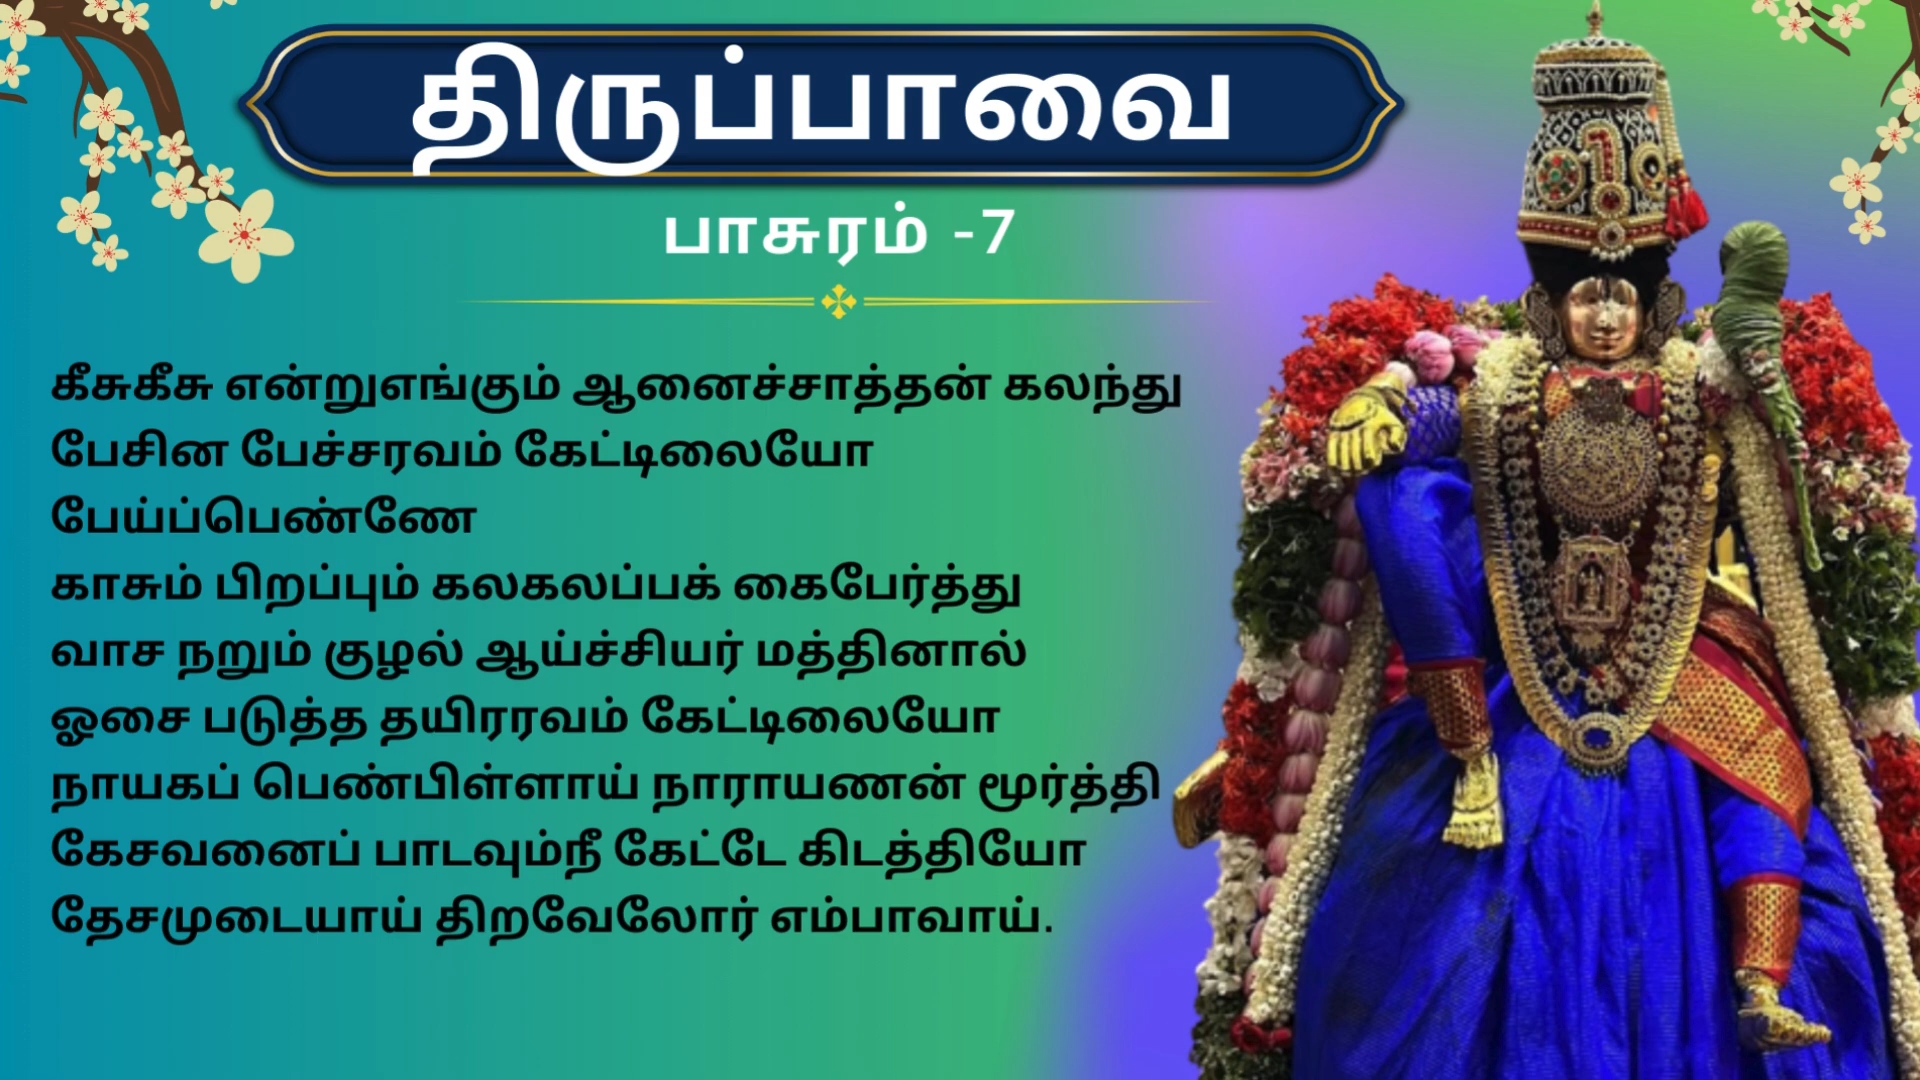 திருப்பாவை
பாசுரம் -7
கீசுகீசு என்றுஎங்கும் ஆனைச்சாத்தன் கலந்து
பேசின பேச்சரவம் கேட்டிலையோ
பேய்ப்பெண்ணே
காசும் பிறப்பும் கலகலப்பக் கைபேர்த்து
வாச நறும் குழல் ஆய்ச்சியர் மத்தினால்
ஓசை படுத்த தயிரரவம் கேட்டிலையோ
நாயகப் பெண்பிள்ளாய் நாராயணன் மூர்த்தி
கேசவனைப் பாடவும்நீ கேட்டே கிடத்தியோ
தேசமுடையாய் திறவேலோர் எம்பாவாய்.